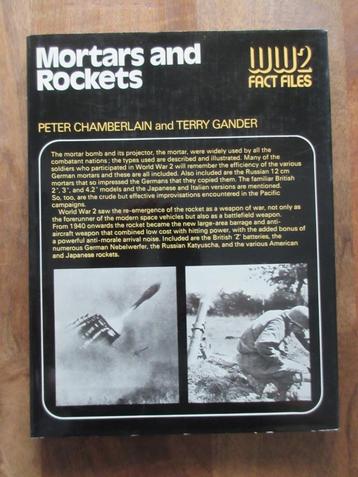 Mortars and
Rockets
WW2
FACT FILES
PETER CHAMBERLAIN and TERRY GANDER
The mortar bomb and its projector, the mortar, were widely used by all the
combatant nations; the types used are described and illustrated. Many of the
soldiers who participated in World War 2 will remember the efficiency of the various
German mortars and these are all included. Also included are the Russian 12 cm
mortars that so impressed the Germans that they copied them. The familiar British
2", 3", and 4.2" models and the Japanese and Italian versions are mentioned.
So, too, are the crude but effective improvisations encountered in the Pacific
campaigns.
World War 2 saw the re-emergence of the rocket as a weapon of war, not only as
the forerunner of the modern space vehicles but also as a battlefield weapon.
From 1940 onwards the rocket became the new large-area barrage and anti-
aircraft weapon that combined low cost with hitting power, with the added bonus of
a powerful anti-morale arrival noise. Included are the British 'Z' batteries, the
numerous German Nebelwerfer, the Russian Katyuscha, and the various American
and Japanese rockets.